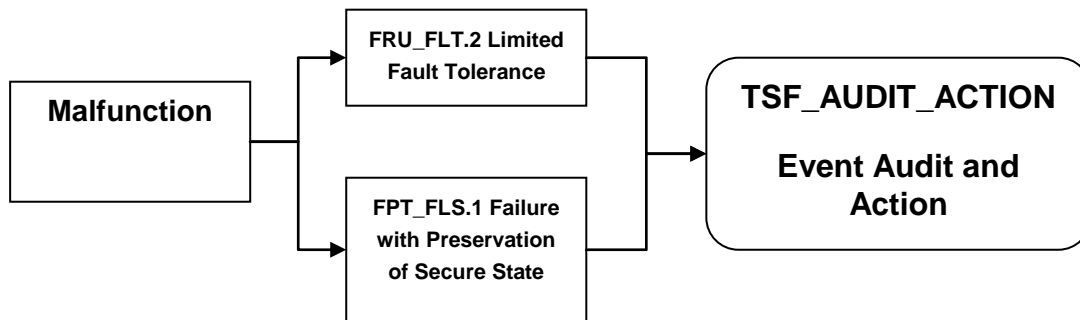 Malfunction
FRU_FLT.2 Limited
Fault Tolerance
FPT_FLS.1 Failure
with Preservation
of Secure State
TSF_AUDIT_ACTION
Event Audit and
Action